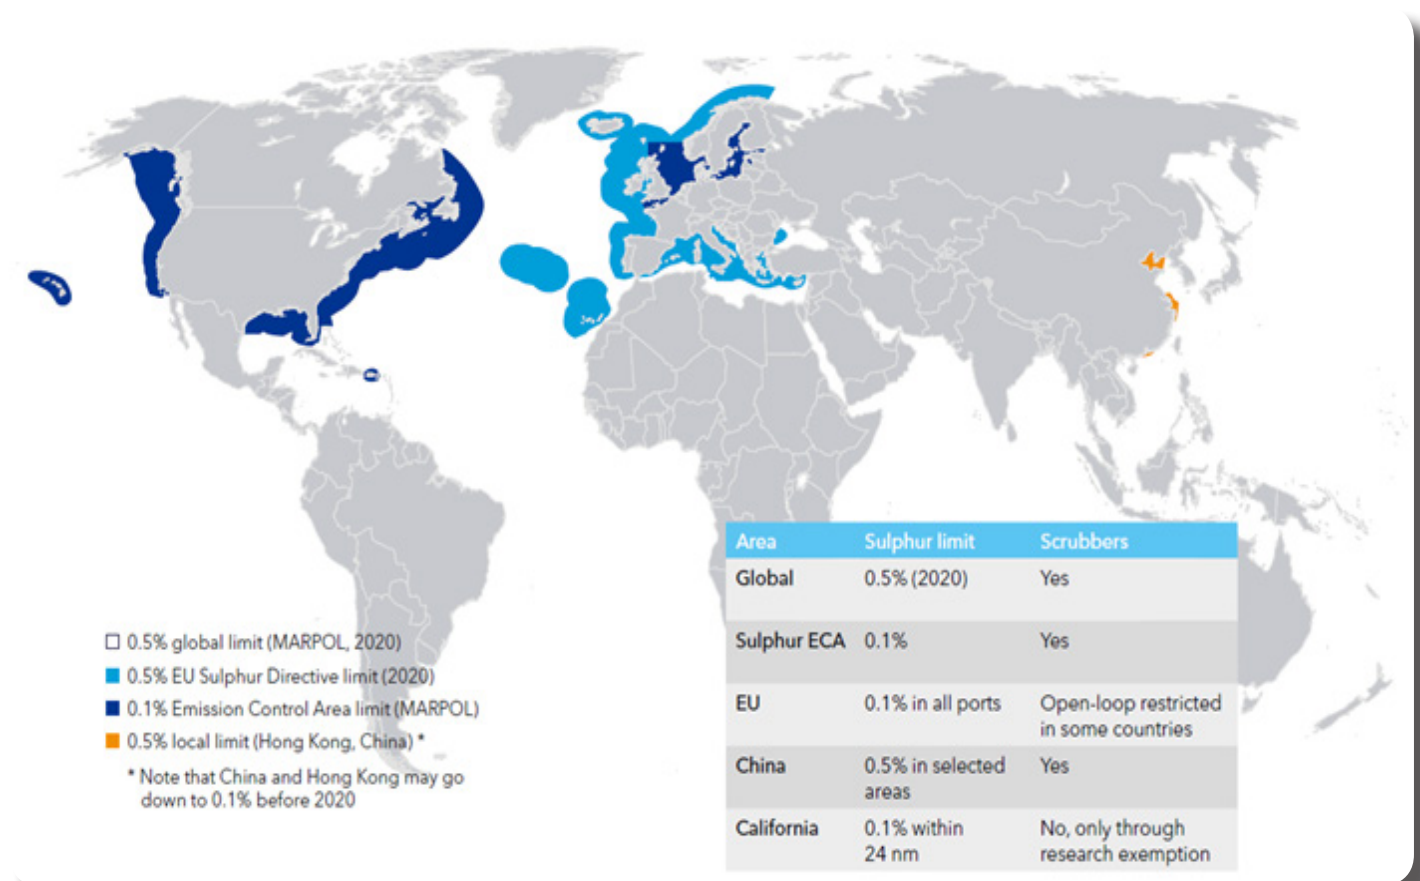 Area Sulphur limit Scrubbers
Global 0.5% (2020) Yes
Sulphur ECA 0.1% Yes
EU 0.1% in all ports Open-loop restricted
in some countries
China 0.5% in selected Yes
areas
California 0.1% within No, only through
24 nm research exemption
0.5% global limit (MARPOL, 2020)
0.5% EU Sulphur Directive limit (2020)
0.1% Emission Control Area limit (MARPOL)
0.5% local limit (Hong Kong, China) *
* Note that China and Hong Kong may go
down to 0.1% before 2020